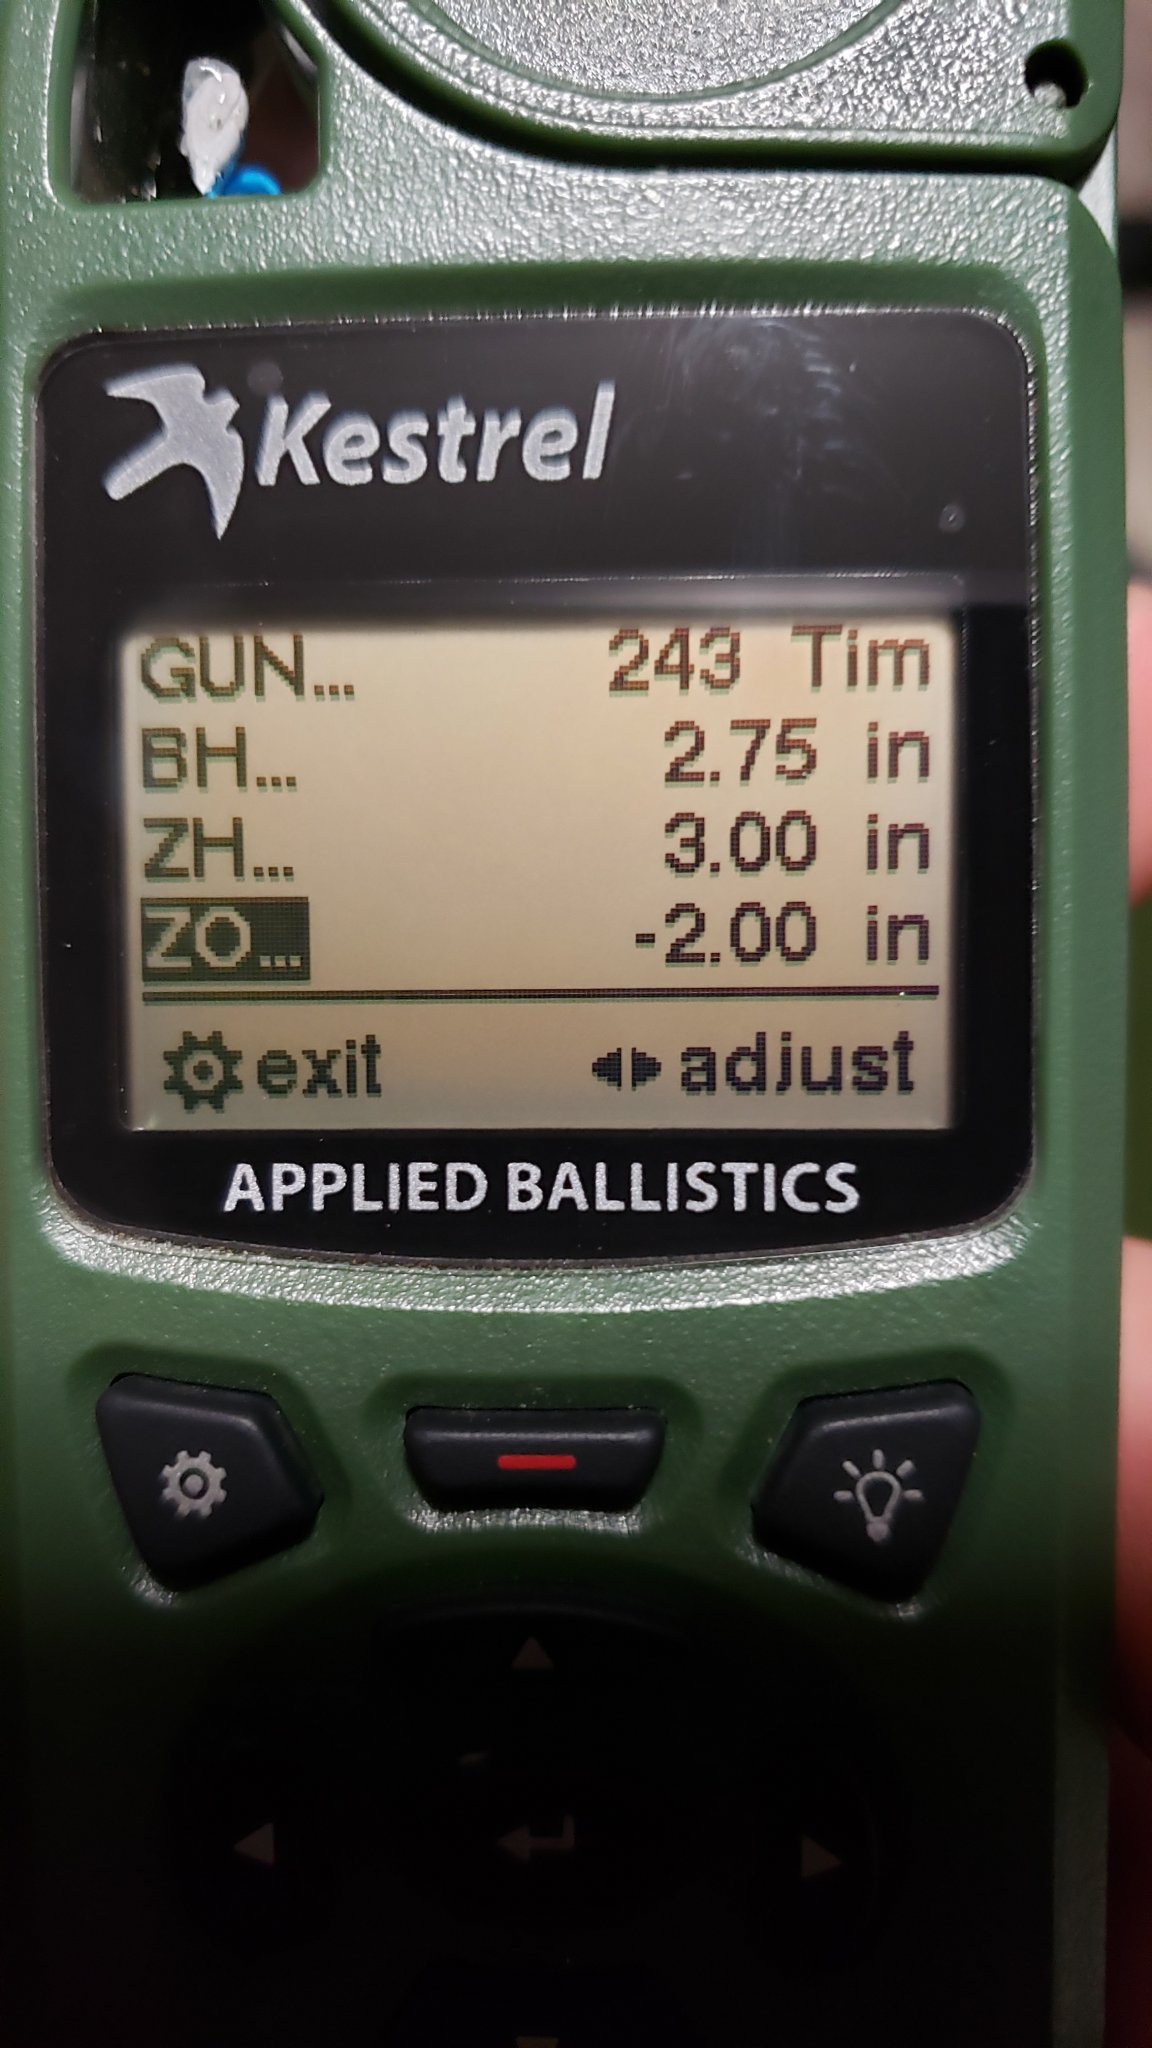 Kestrel
GUN... 243 Tim
BH... 2.75 in
ZH... 3.00 in
ZO... -2.00 in
exit adjust
APPLIED BALLISTICS